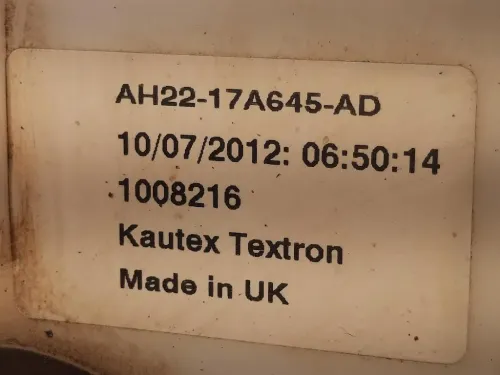 AH22-17A645-AD
10/07/2012: 06:50:14
1008216
Kautex Textron
Made in UK